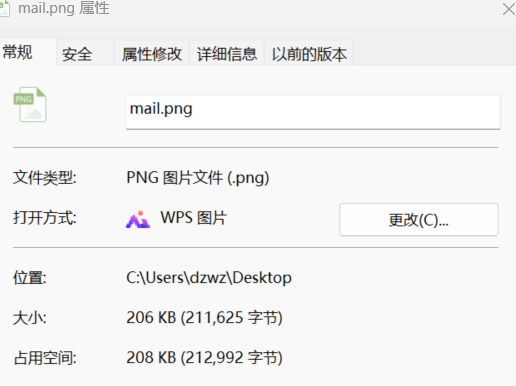 mail.png 属性
常规 安全 属性修改 详细信息 以前的版本
PNG
mail.png
文件类型: PNG 图片文件 (.png)
打开方式: WPS 图片 更改(C)...
位置: C:\Users\dzwz\Desktop
大小: 206 KB (211,625 字节)
占用空间: 208 KB (212,992 字节)